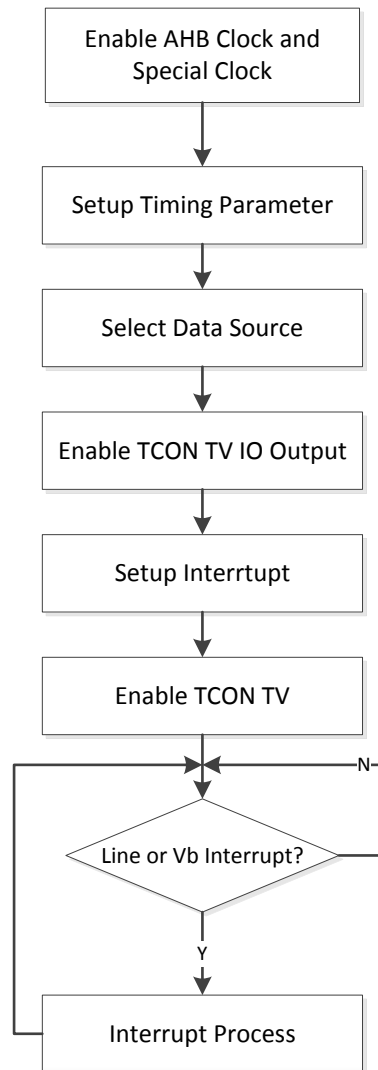 Enable AHB Clock and
Special Clock
Setup Timing Parameter
Select Data Source
Enable TCON TV IO Output
Setup Interrtupt
Enable TCON TV
N
Line or Vb Interrupt?
Y
Interrupt Process